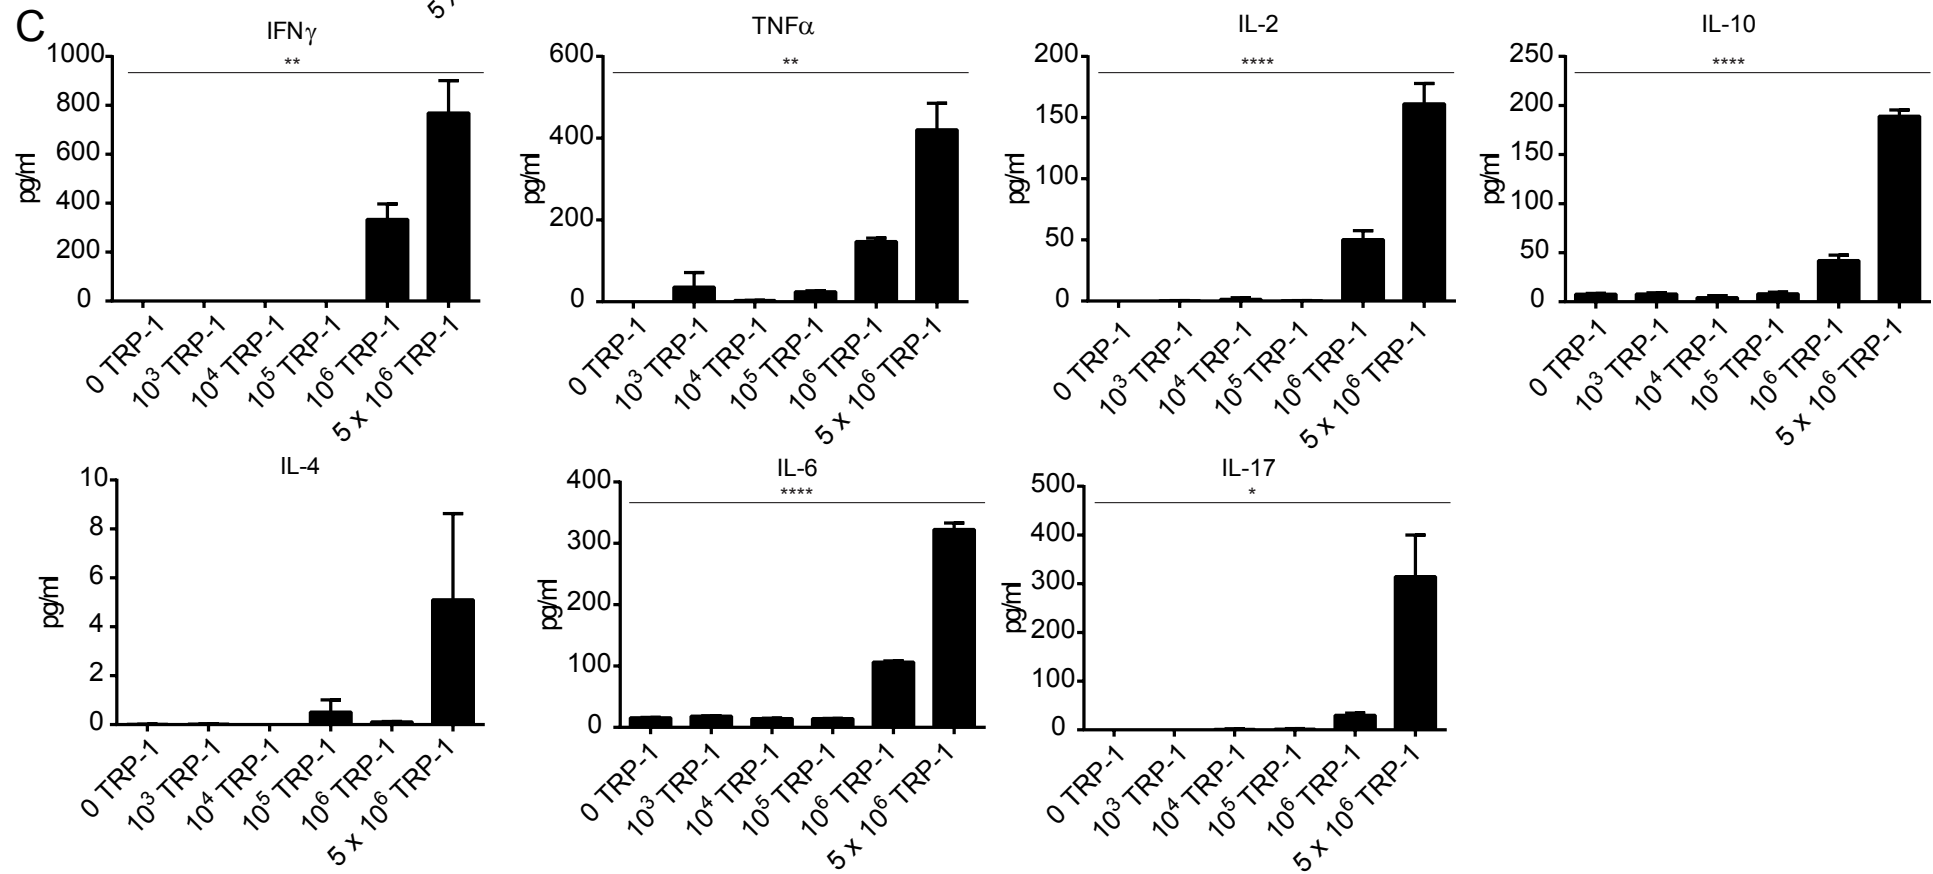 C
5 x
IFNγ
**
1000
800
600
400
200
0
pg/ml
0 TRP-1
10³ TRP-1
10⁴ TRP-1
10⁵ TRP-1
10⁶ TRP-1
5 x 10⁶ TRP-1
TNFα
**
600
400
200
0
pg/ml
0 TRP-1
10³ TRP-1
10⁴ TRP-1
10⁵ TRP-1
10⁶ TRP-1
5 x 10⁶ TRP-1
IL-2
****
200
150
100
50
0
pg/ml
0 TRP-1
10³ TRP-1
10⁴ TRP-1
10⁵ TRP-1
10⁶ TRP-1
5 x 10⁶ TRP-1
IL-10
****
250
200
150
100
50
0
pg/ml
0 TRP-1
10³ TRP-1
10⁴ TRP-1
10⁵ TRP-1
10⁶ TRP-1
5 x 10⁶ TRP-1
IL-4
10
8
6
4
2
0
pg/ml
0 TRP-1
10³ TRP-1
10⁴ TRP-1
10⁵ TRP-1
10⁶ TRP-1
5 x 10⁶ TRP-1
IL-6
****
400
300
200
100
0
pg/ml
0 TRP-1
10³ TRP-1
10⁴ TRP-1
10⁵ TRP-1
10⁶ TRP-1
5 x 10⁶ TRP-1
IL-17
*
500
400
300
200
100
0
pg/ml
0 TRP-1
10³ TRP-1
10⁴ TRP-1
10⁵ TRP-1
10⁶ TRP-1
5 x 10⁶ TRP-1